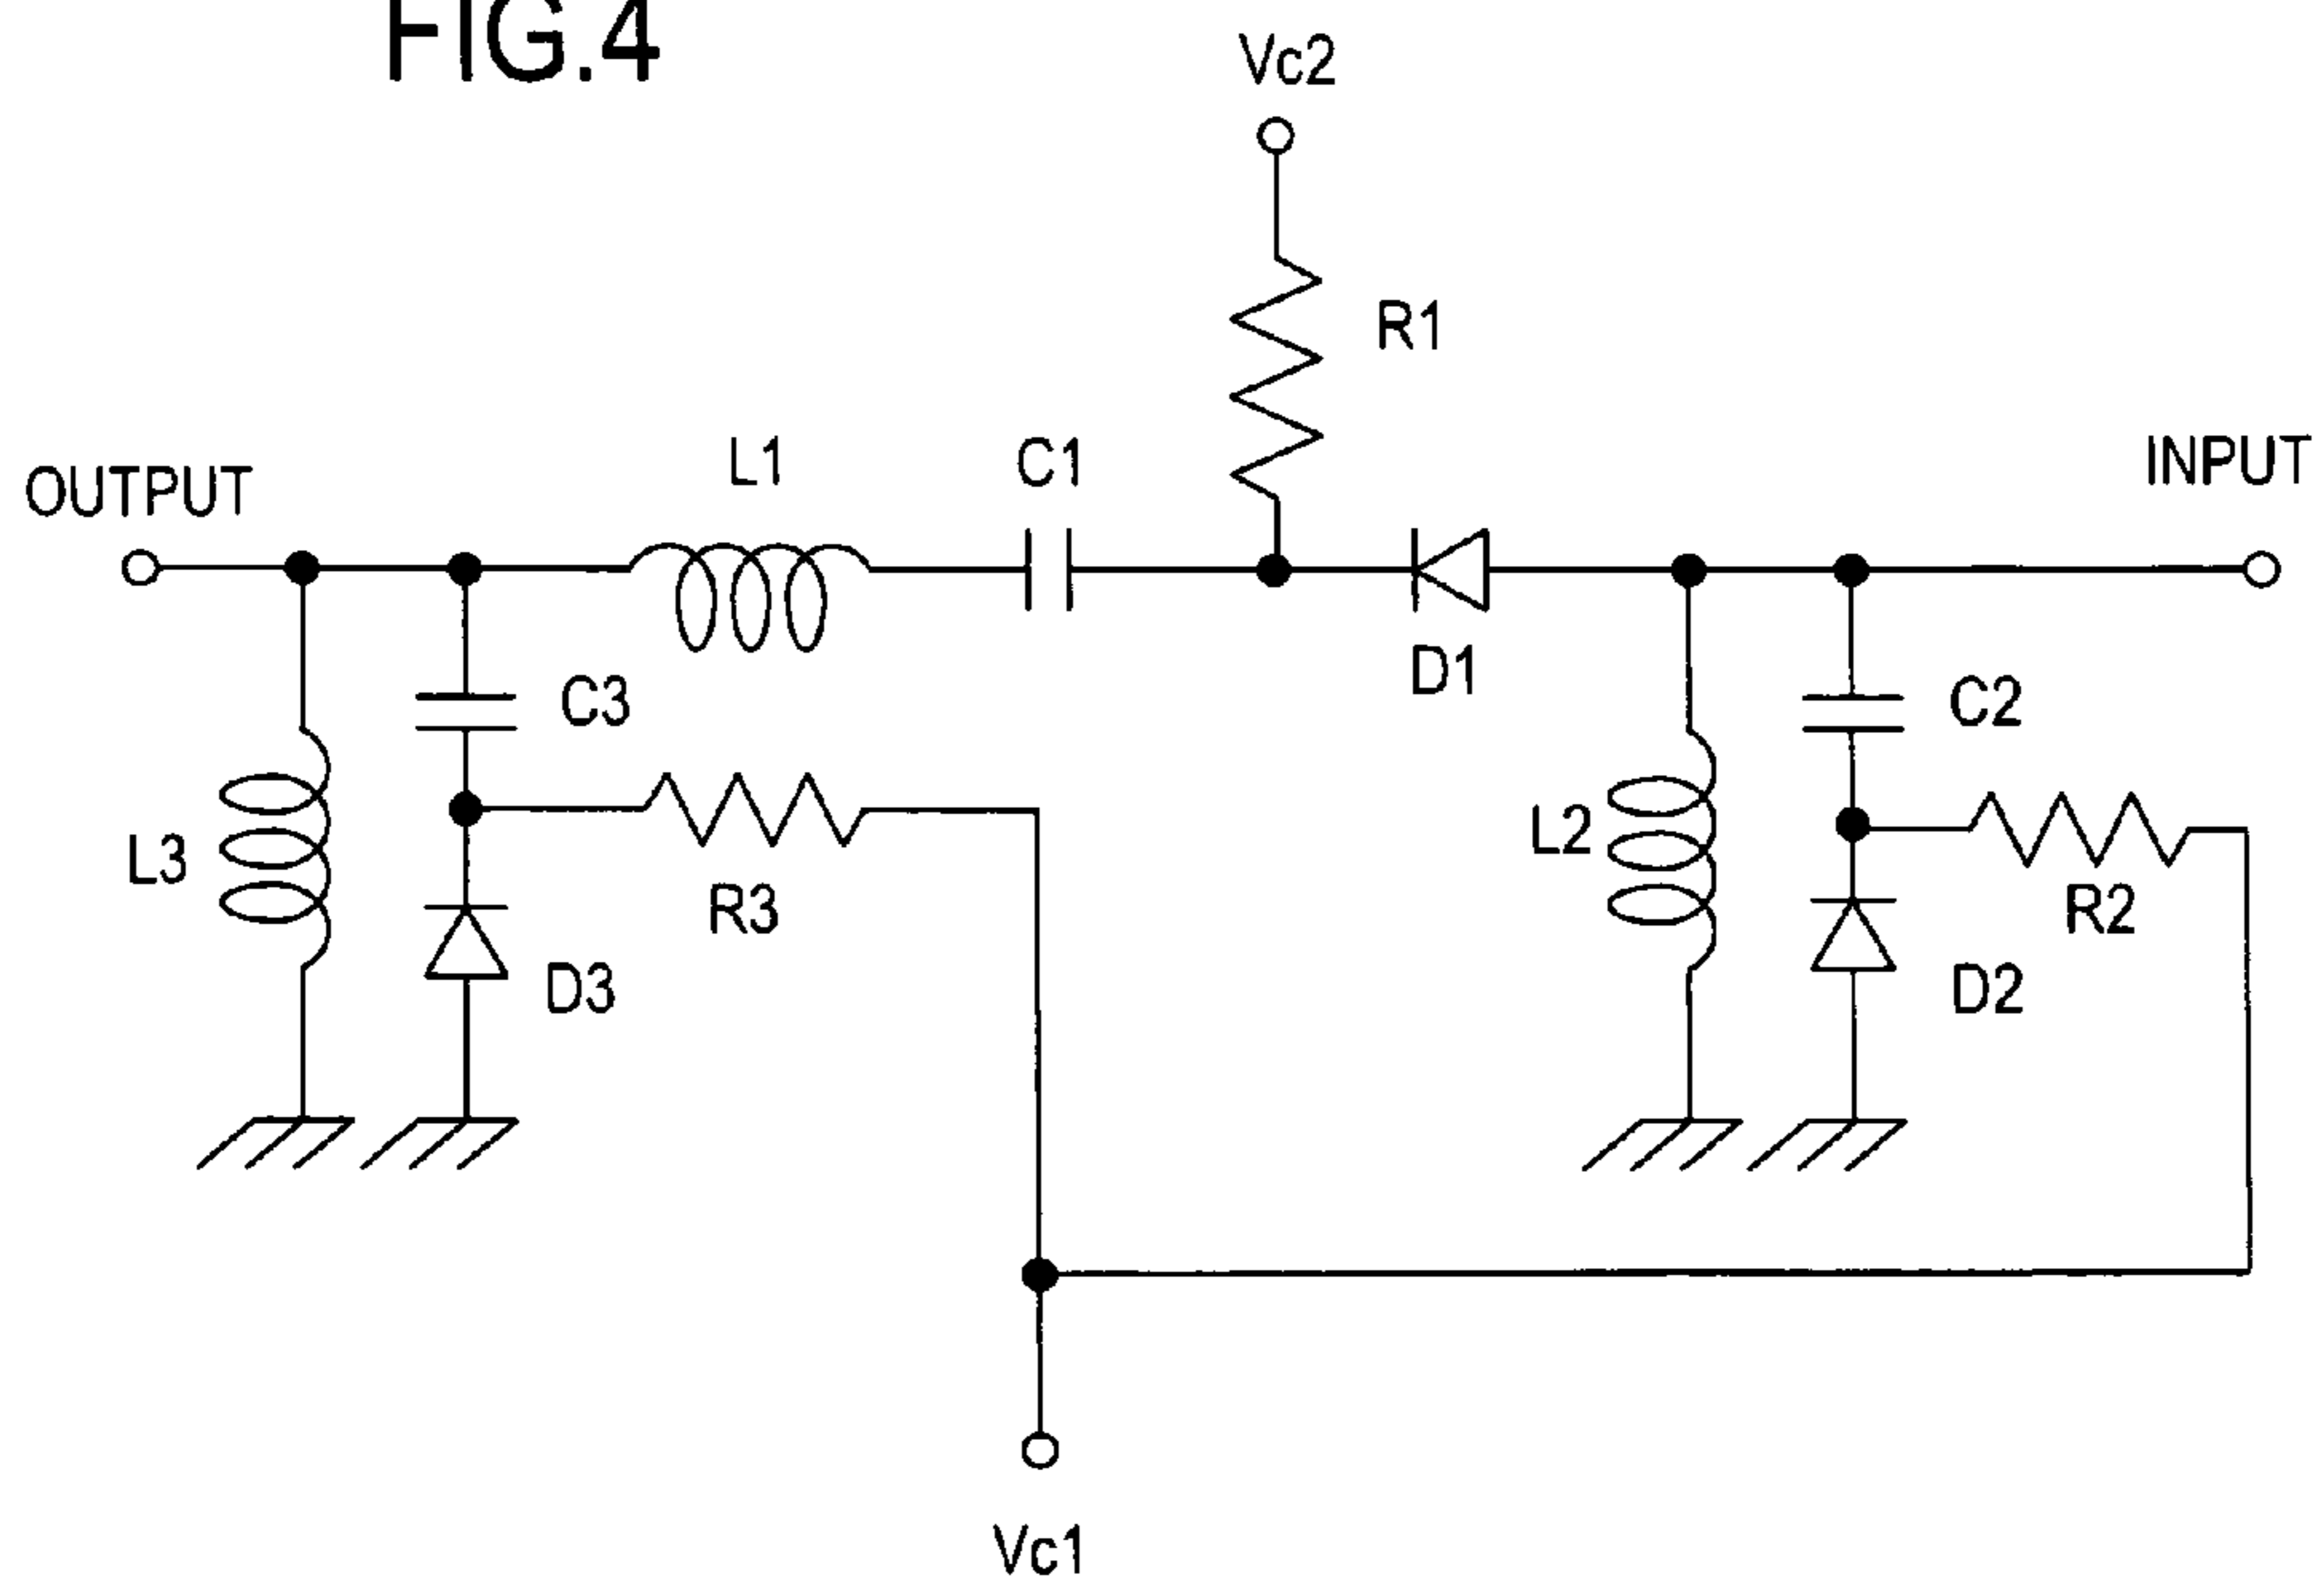 FIG.4
Vc2
R1
OUTPUT
L1
C1
INPUT
D1
C3
C2
L3
R3
L2
R2
D3
D2
Vc1